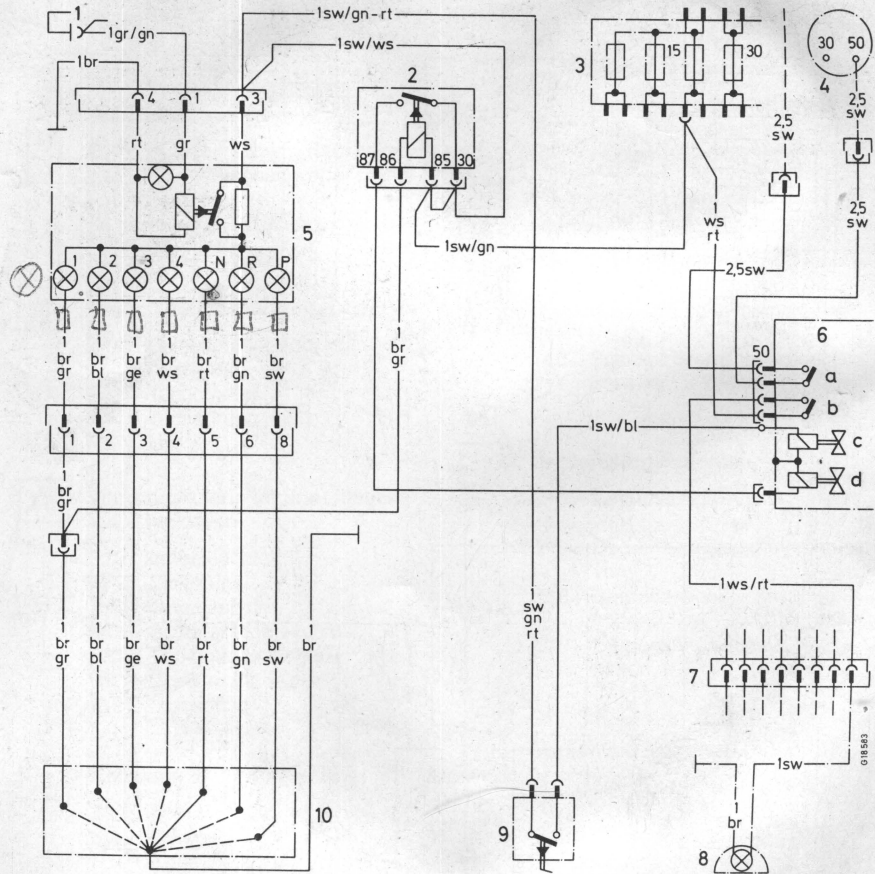 1
1sw/gn-rt
1gr/gn
1sw/ws
1br
2
3
15
30
30 50
4
4 1 3
2,5
sw
2,5
sw
rt gr ws
87 86 85 30
5
ws
rt
2,5
sw
1sw/gn
2,5sw
1 2 3 4 N R P
6
50
a
b
1
br
gr
1
br
bl
1
br
ge
1
br
ws
1
br
rt
1
br
gn
1
br
sw
1
br
gr
1sw/bl
c
d
1 2 3 4 5 6 8
1
br
gr
1ws/rt
sw
gn
rt
1
br
gr
1
br
bl
1
br
ge
1
br
ws
1
br
rt
1
br
gn
1
br
sw
1
br
7
G18583
1sw
1
br
10
9
8